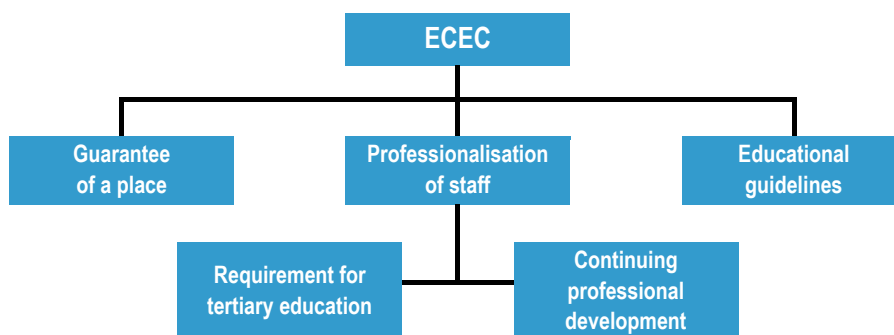 ECEC
Guarantee
of a place
Professionalisation
of staff
Educational
guidelines
Requirement for
tertiary education
Continuing
professional
development